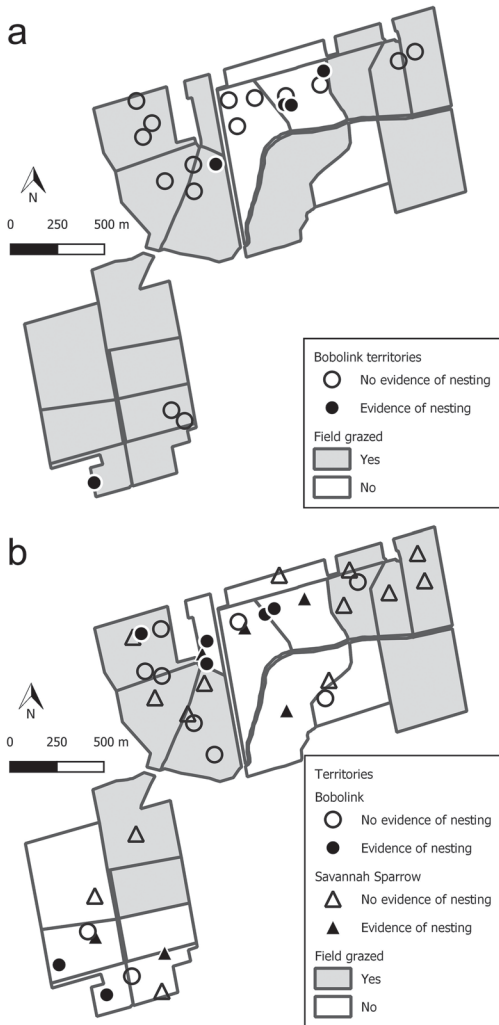 a
N
0 250 500 m
Bobolink territories
No evidence of nesting
Evidence of nesting
Field grazed
Yes
No
b
N
0 250 500 m
Territories
Bobolink
No evidence of nesting
Evidence of nesting
Savannah Sparrow
No evidence of nesting
Evidence of nesting
Field grazed
Yes
No